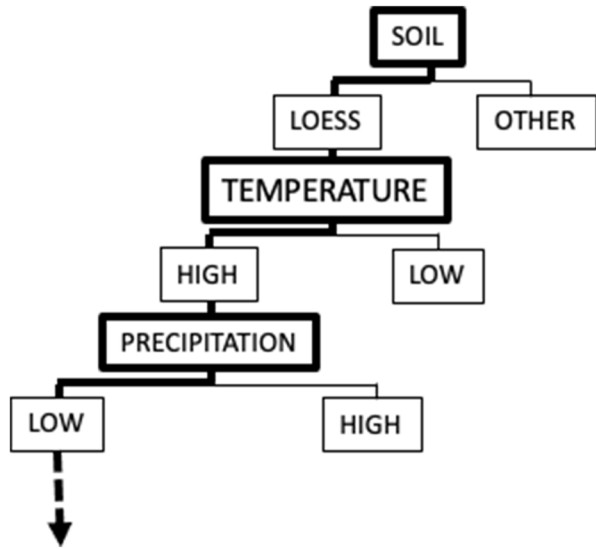 SOIL
LOESS
OTHER
TEMPERATURE
HIGH
LOW
PRECIPITATION
LOW
HIGH